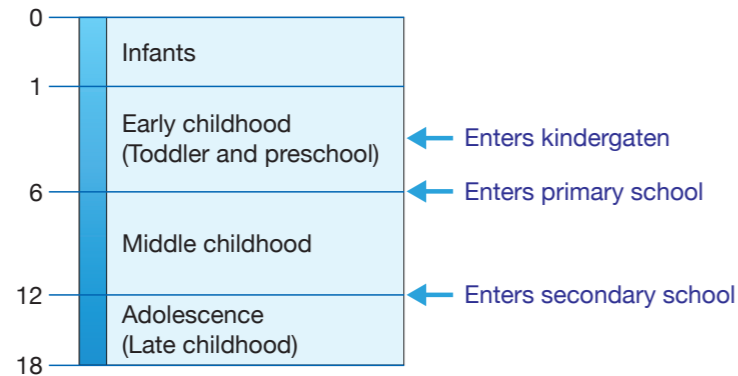 0
Infants
1
Early childhood
(Toddler and preschool)
Enters kindergaten
6
Enters primary school
Middle childhood
12
Enters secondary school
Adolescence
(Late childhood)
18